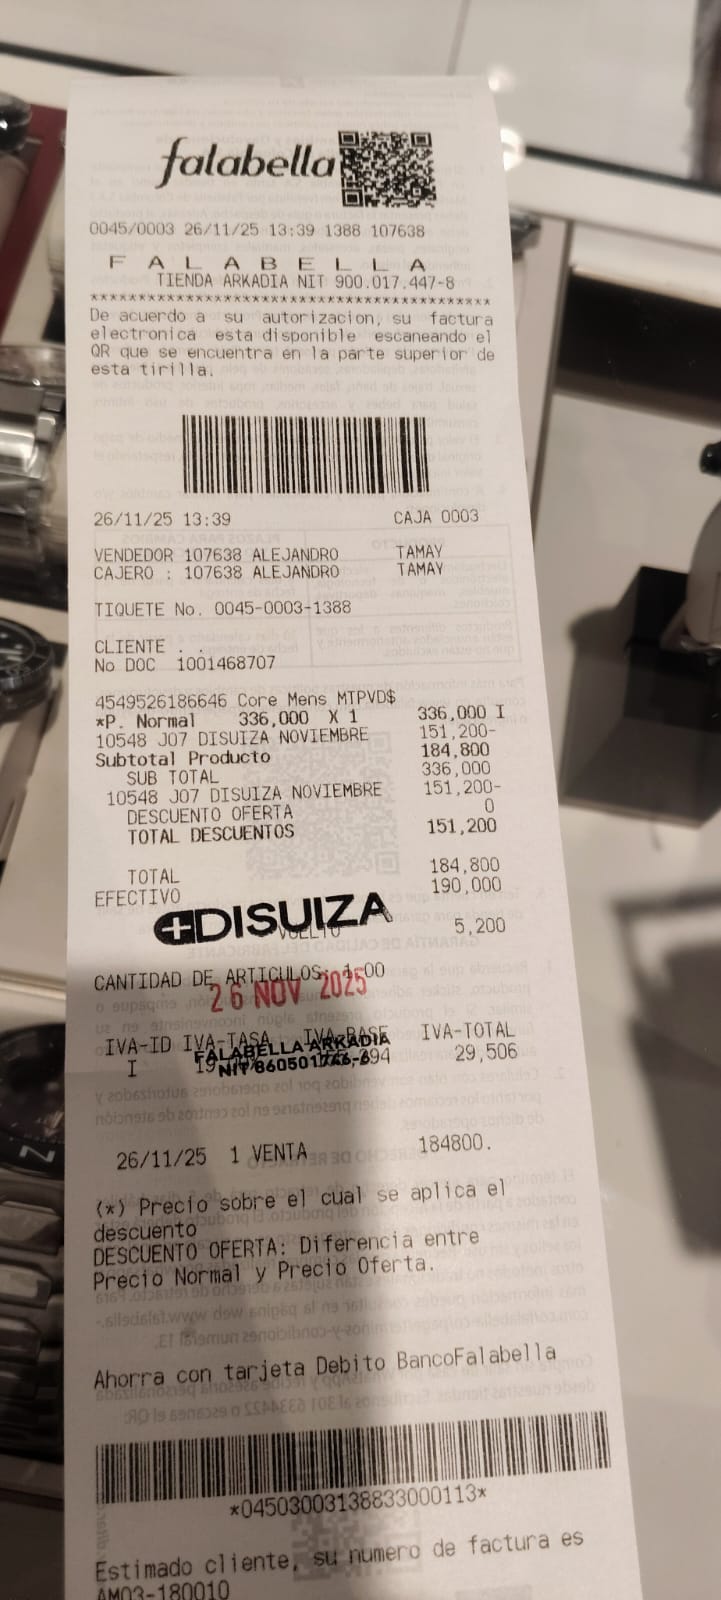 falabella
0045/0003 26/11/25 13:39 1388 107638
F A L A B E L L A
TIENDA ARKADIA NIT 900.017.447-8
******************************************
De acuerdo a su autorizacion, su factura
electronica esta disponible escaneando el
QR que se encuentra en la parte superior de
esta tirilla.
26/11/25 13:39 CAJA 0003
VENDEDOR 107638 ALEJANDRO TAMAY
CAJERO : 107638 ALEJANDRO TAMAY
TIQUETE No. 0045-0003-1388
CLIENTE . .
No DOC 1001468707
4549526186646 Core Mens MTPVD$
*P. Normal 336,000 X 1 336,000 I
10548 J07 DISUIZA NOVIEMBRE 151,200-
Subtotal Producto 184,800
SUB TOTAL 336,000
10548 J07 DISUIZA NOVIEMBRE 151,200-
DESCUENTO OFERTA 0
TOTAL DESCUENTOS 151,200
TOTAL 184,800
EFECTIVO 190,000
DISUIZA
VUELTO 5,200
CANTIDAD DE ARTICULOS: 1.00
26 NOV 2025
IVA-ID IVA-TASA IVA-BASE IVA-TOTAL
FALABELLA ARKADIA
I 29,506
NIT 860501746-6
26/11/25 1 VENTA 184800.
(*) Precio sobre el cual se aplica el
descuento
DESCUENTO OFERTA: Diferencia entre
Precio Normal y Precio Oferta.
Ahorra con tarjeta Debito BancoFalabella
*04503003138833000113*
Estimado cliente, su numero de factura es
AM03-180010